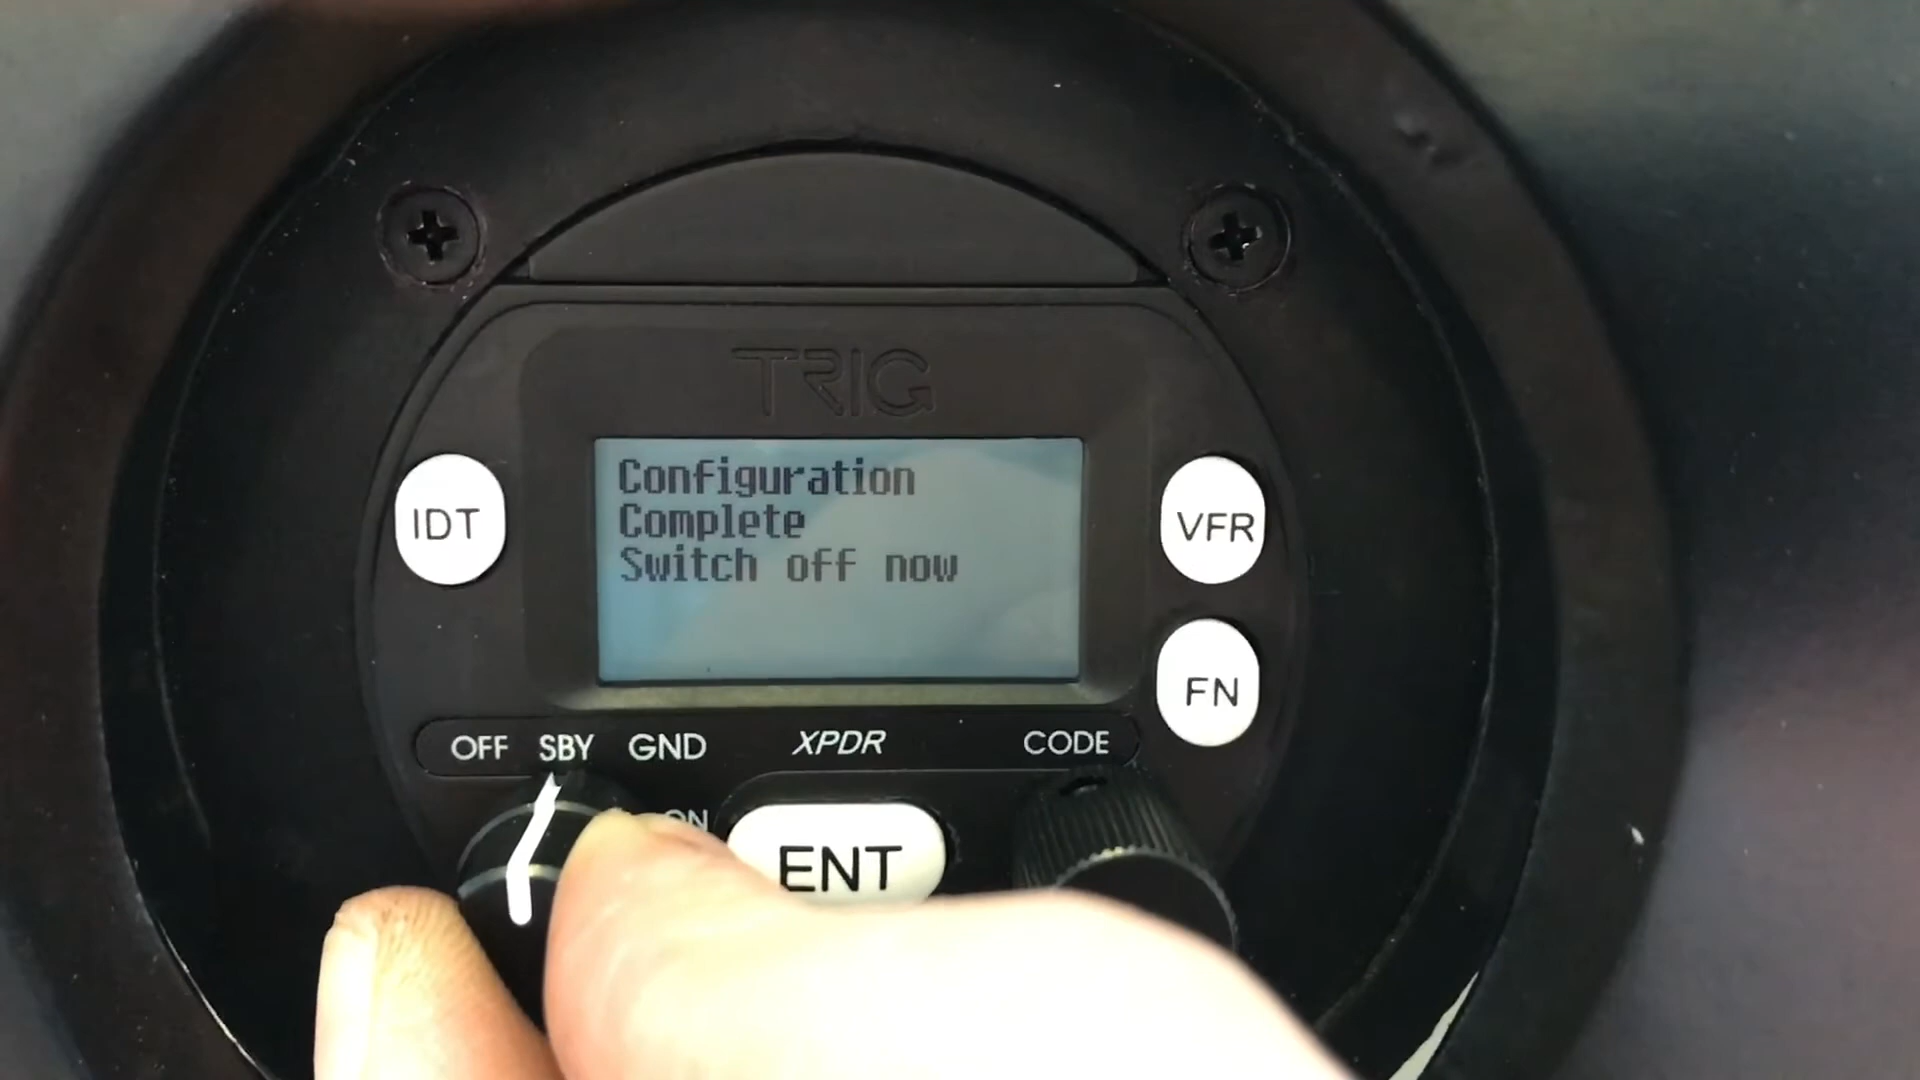 TRIG
Configuration
Complete
Switch off now
IDT
VFR
FN
OFF SBY GND XPDR CODE
ON
ENT